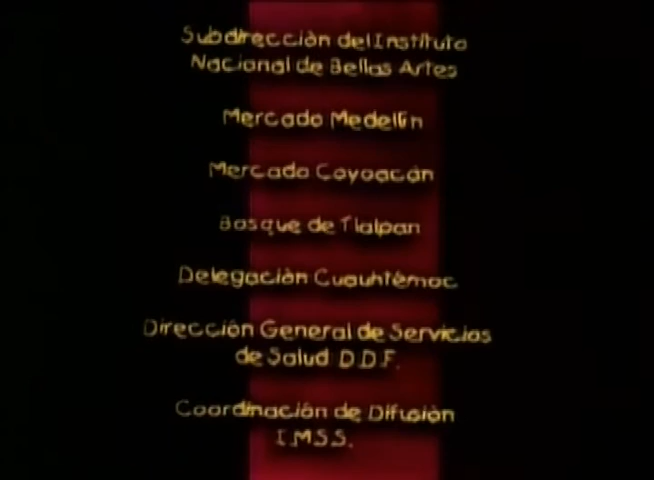 Subdirección del Instituto
Nacional de Bellas Artes
Mercado Medellín
Mercado Coyoacán
Bosque de Tlalpan
Delegación Cuauhtémoc
Dirección General de Servicios
de Salud D.D.F.
Coordinación de Difusión
I.M.S.S.